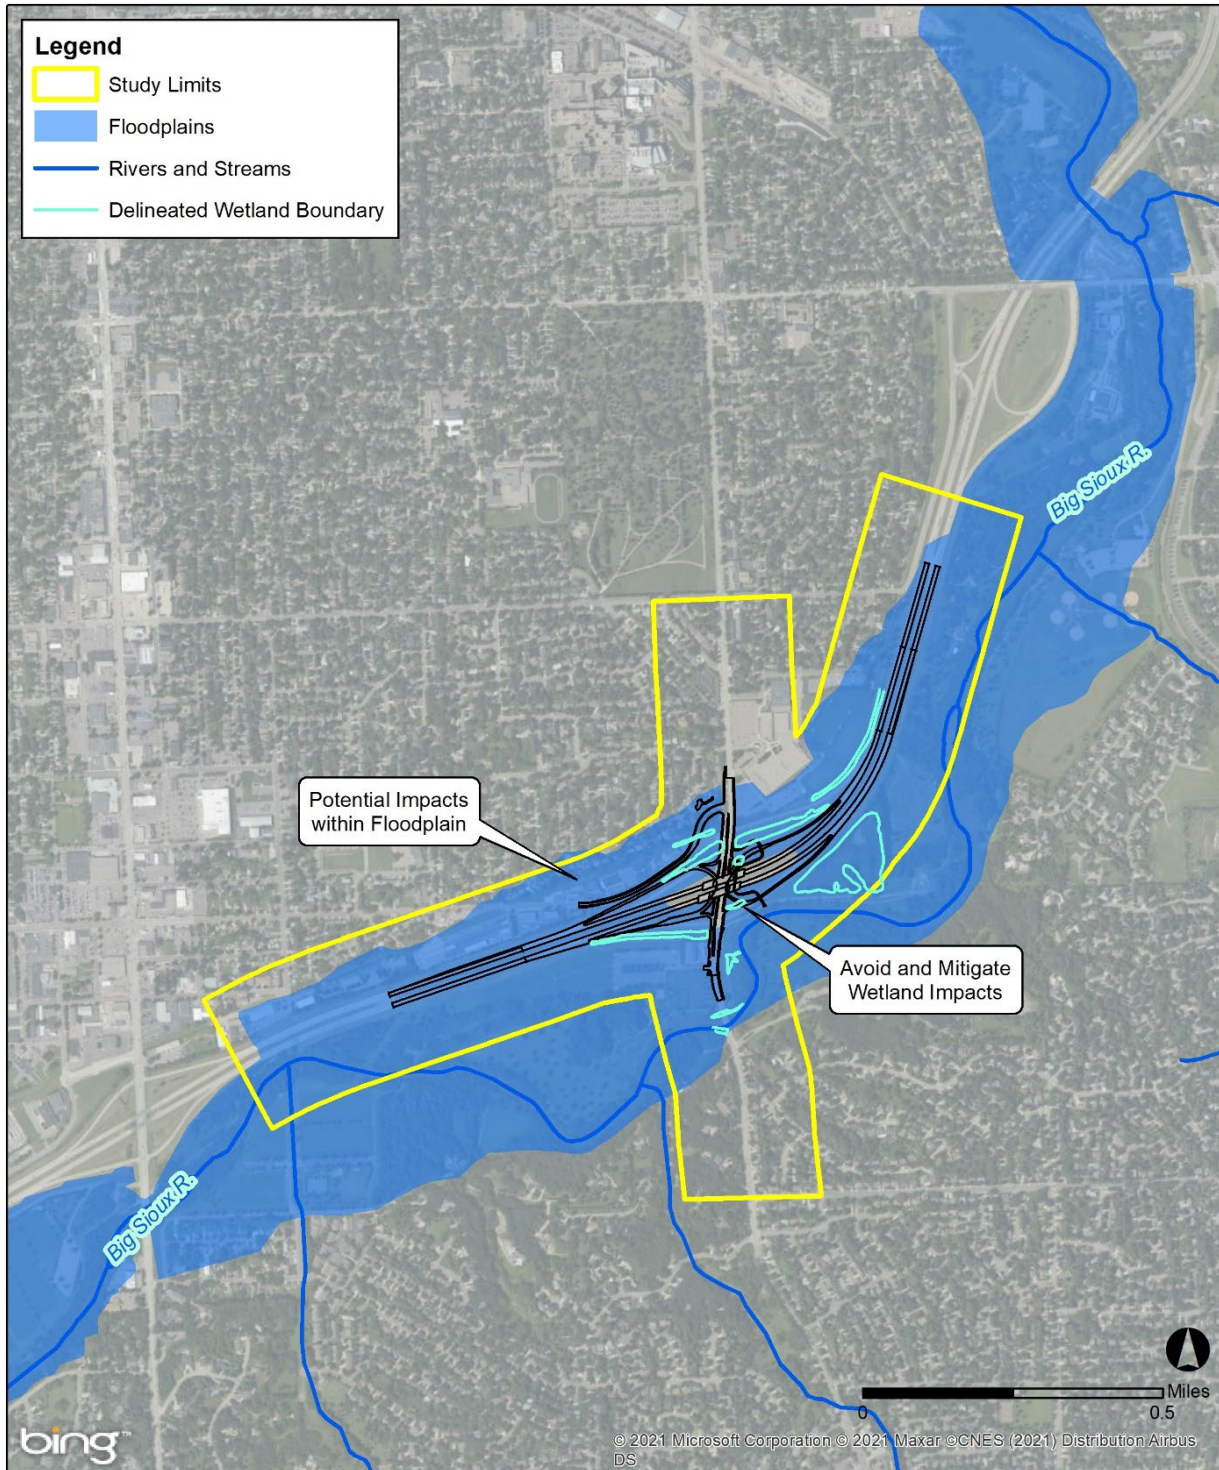 Legend
Study Limits
Floodplains
Rivers and Streams
Delineated Wetland Boundary
Big Sioux R.
Potential Impacts
within Floodplain
Avoid and Mitigate
Wetland Impacts
Big Sioux R.
Miles
0 0.5
bing™
© 2021 Microsoft Corporation © 2021 Maxar ©CNES (2021) Distribution Airbus
DS